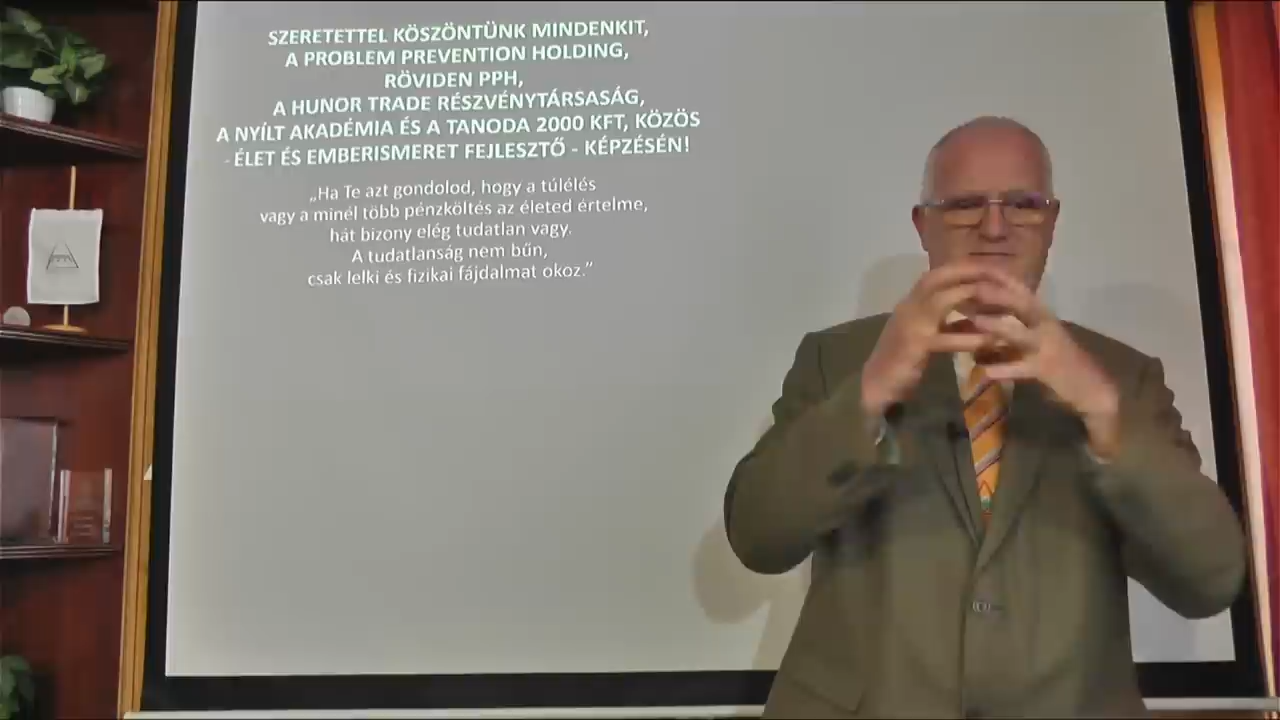 SZERETETTEL KÖSZÖNTÜNK MINDENKIT,
A PROBLEM PREVENTION HOLDING,
RÖVIDEN PPH,
A HUNOR TRADE RÉSZVÉNYTÁRSASÁG,
A NYÍLT AKADÉMIA ÉS A TANODA 2000 KFT, KÖZÖS
- ÉLET ÉS EMBERISMERET FEJLESZTŐ - KÉPZÉSÉN!
„Ha Te azt gondolod, hogy a túlélés
vagy a minél több pénzköltés az életed értelme,
hát bizony elég tudatlan vagy.
A tudatlanság nem bűn,
csak lelki és fizikai fájdalmat okoz.”